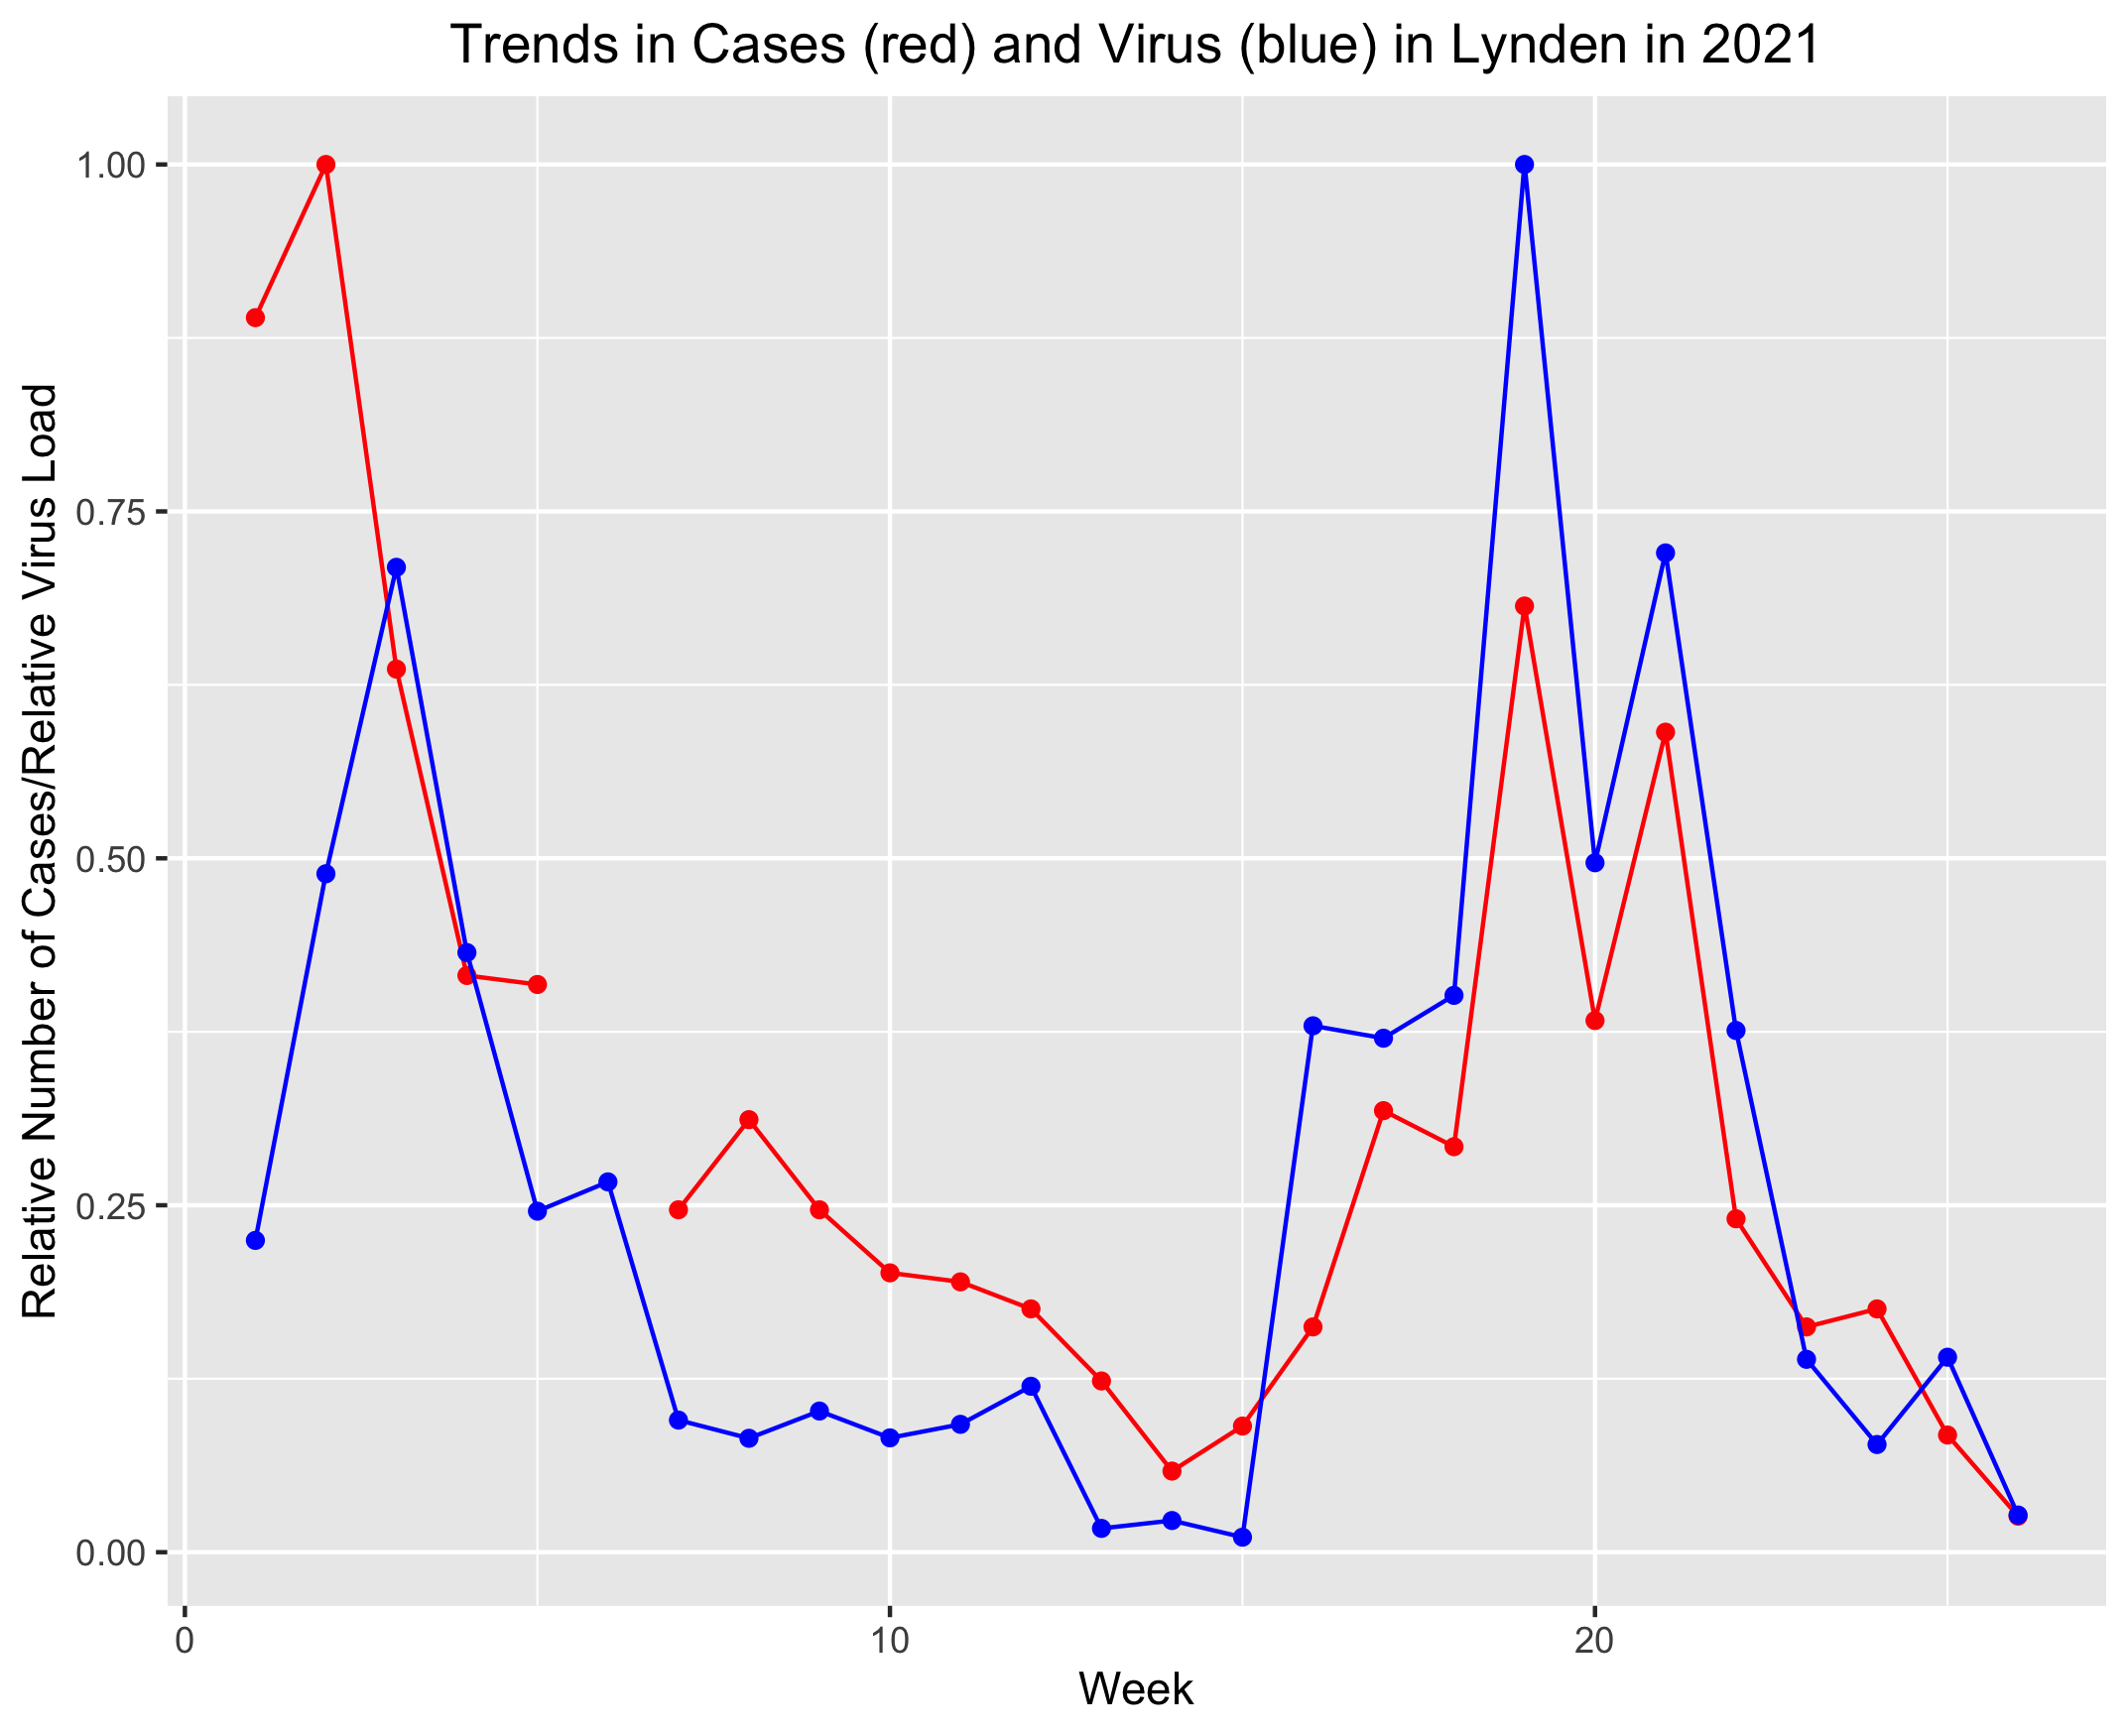 Trends in Cases (red) and Virus (blue) in Lynden in 2021
Relative Number of Cases/Relative Virus Load
1.00
0.75
0.50
0.25
0.00
0
10
20
Week